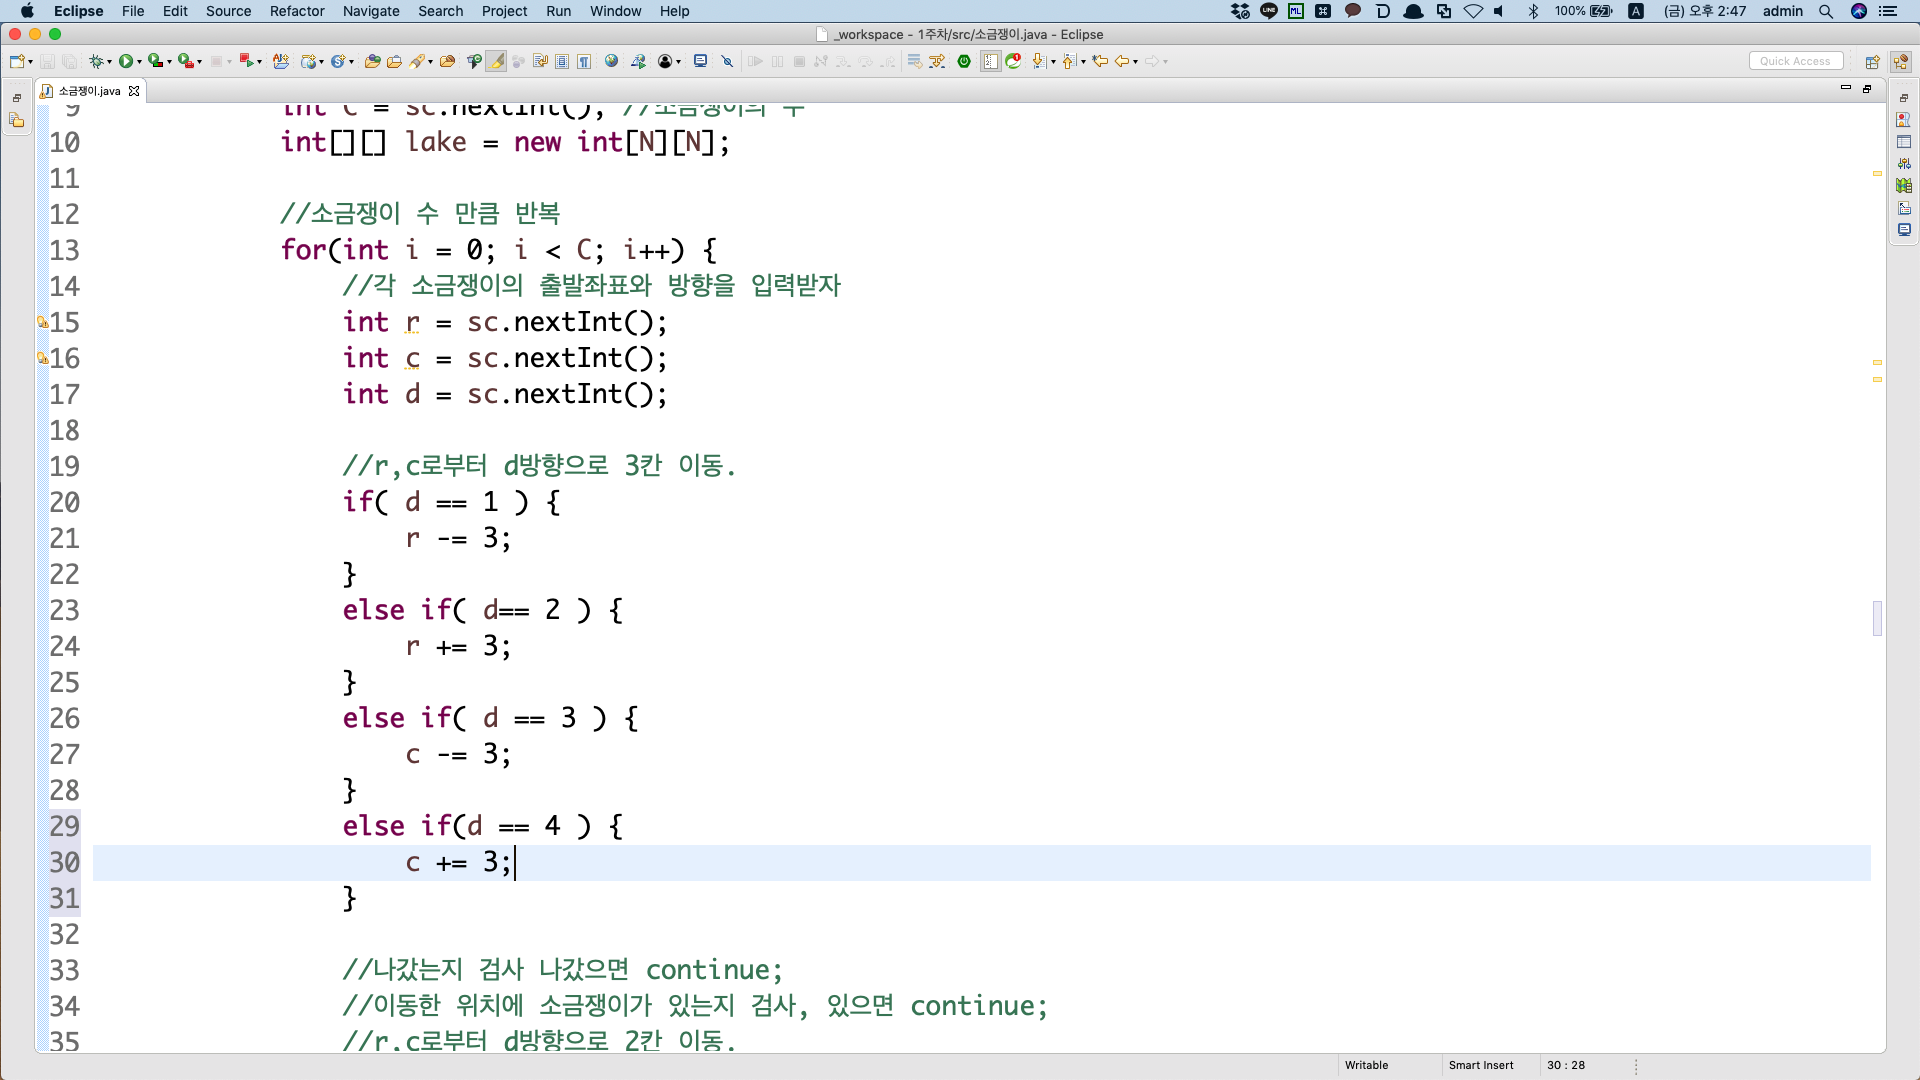 Eclipse File Edit Source Refactor Navigate Search Project Run Window Help 100% A (금) 오후 2:47 admin
_workspace - 1주차/src/소금쟁이.java - Eclipse
Quick Access
소금쟁이.java
9 int C = sc.nextInt(); //소금쟁이의 수
10 int[][] lake = new int[N][N];
11
12 //소금쟁이 수 만큼 반복
13 for(int i = 0; i < C; i++) {
14 //각 소금쟁이의 출발좌표와 방향을 입력받자
15 int r = sc.nextInt();
16 int c = sc.nextInt();
17 int d = sc.nextInt();
18
19 //r,c로부터 d방향으로 3칸 이동.
20 if( d == 1 ) {
21 r -= 3;
22 }
23 else if( d== 2 ) {
24 r += 3;
25 }
26 else if( d == 3 ) {
27 c -= 3;
28 }
29 else if(d == 4 ) {
30 c += 3;
31 }
32
33 //나갔는지 검사 나갔으면 continue;
34 //이동한 위치에 소금쟁이가 있는지 검사, 있으면 continue;
35 //r,c로부터 d방향으로 2칸 이동.
Writable Smart Insert 30 : 28